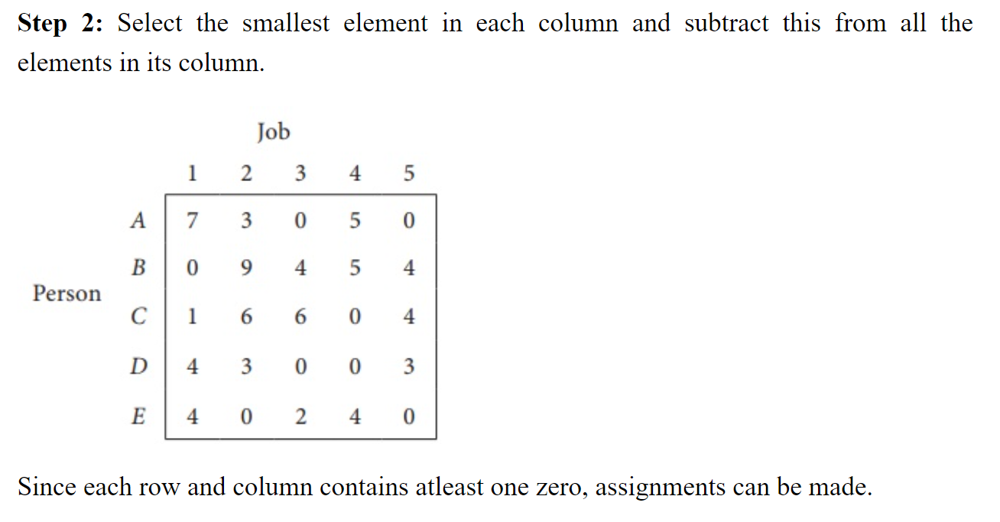 Step 2: Select the smallest element in each column and subtract this from all the
elements in its column.
Job
1 2 3 4 5
A 7 3 0 5 0
B 0 9 4 5 4
Person
C 1 6 6 0 4
D 4 3 0 0 3
E 4 0 2 4 0
Since each row and column contains atleast one zero, assignments can be made.